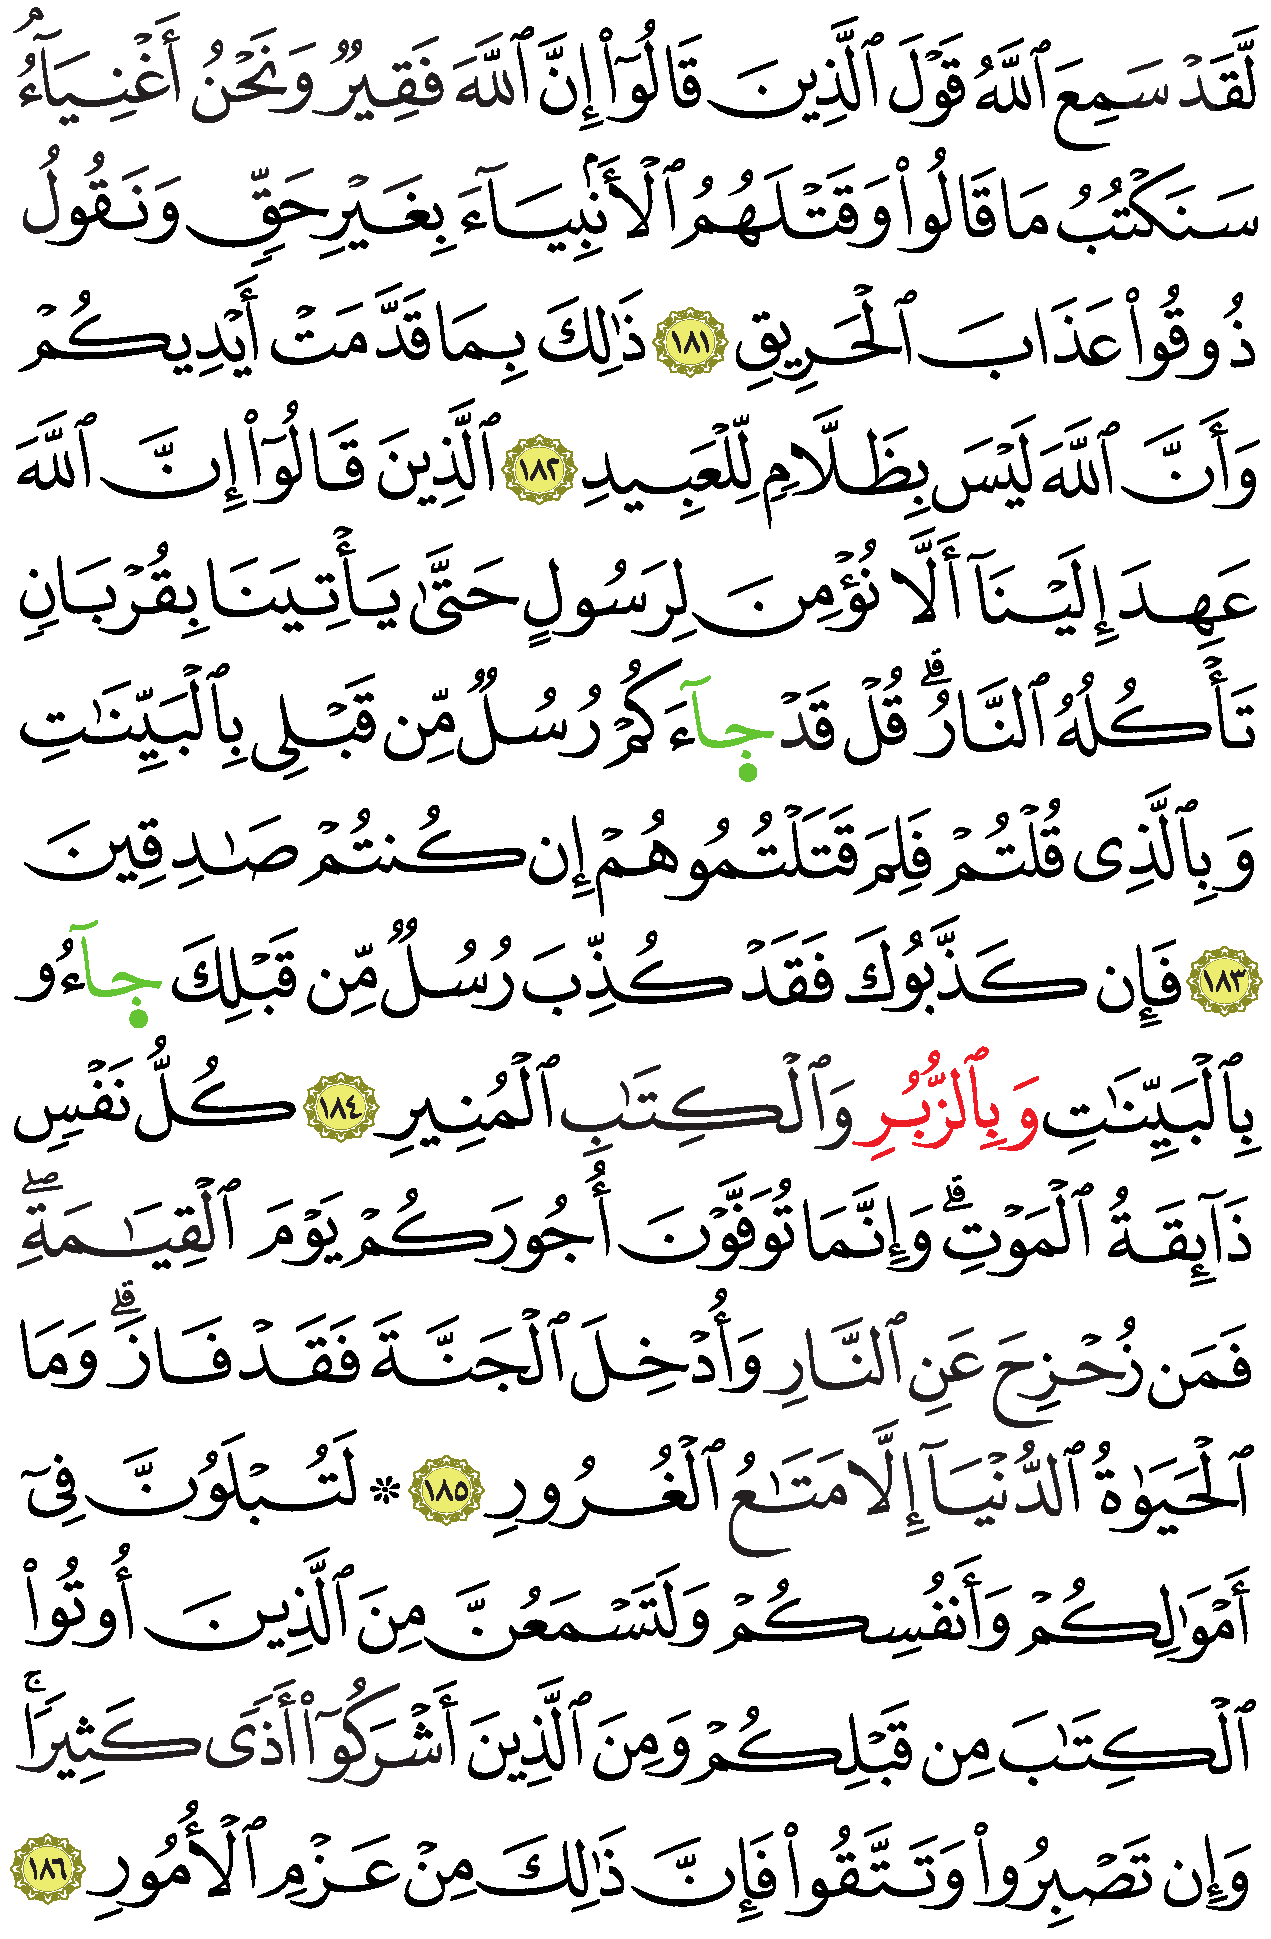 لَّقَدۡ سَمِعَ ٱللَّهُ قَوۡلَ ٱلَّذِينَ قَالُوٓاْ إِنَّ ٱللَّهَ فَقِيرٞ وَنَحۡنُ أَغۡنِيَآءُۘ
سَنَكۡتُبُ مَا قَالُواْ وَقَتۡلَهُمُ ٱلۡأَنۢبِيَآءَ بِغَيۡرِ حَقّٖ وَنَقُولُ
ذُوقُواْ عَذَابَ ٱلۡحَرِيقِ ١٨١ ذَٰلِكَ بِمَا قَدَّمَتۡ أَيۡدِيكُمۡ
وَأَنَّ ٱللَّهَ لَيۡسَ بِظَلَّامٖ لِّلۡعَبِيدِ ١٨٢ ٱلَّذِينَ قَالُوٓاْ إِنَّ ٱللَّهَ
عَهِدَ إِلَيۡنَآ أَلَّا نُؤۡمِنَ لِرَسُولٍ حَتَّىٰ يَأۡتِيَنَا بِقُرۡبَانٖ
تَأۡكُلُهُ ٱلنَّارُۗ قُلۡ قَدۡ جَآءَكُمۡ رُسُلٞ مِّن قَبۡلِي بِٱلۡبَيِّنَٰتِ
وَبِٱلَّذِي قُلۡتُمۡ فَلِمَ قَتَلۡتُمُوهُمۡ إِن كُنتُمۡ صَٰدِقِينَ
١٨٣ فَإِن كَذَّبُوكَ فَقَدۡ كُذِّبَ رُسُلٞ مِّن قَبۡلِكَ جَآءُو
بِٱلۡبَيِّنَٰتِ وَبِٱلزُّبُرِ وَٱلۡكِتَٰبِ ٱلۡمُنِيرِ ١٨٤ كُلُّ نَفۡسٖ
ذَآئِقَةُ ٱلۡمَوۡتِۗ وَإِنَّمَا تُوَفَّوۡنَ أُجُورَكُمۡ يَوۡمَ ٱلۡقِيَٰمَةِۖ
فَمَن زُحۡزِحَ عَنِ ٱلنَّارِ وَأُدۡخِلَ ٱلۡجَنَّةَ فَقَدۡ فَازَۗ وَمَا
ٱلۡحَيَوٰةُ ٱلدُّنۡيَآ إِلَّا مَتَٰعُ ٱلۡغُرُورِ ١٨٥ ۞ لَتُبۡلَوُنَّ فِيٓ
أَمۡوَٰلِكُمۡ وَأَنفُسِكُمۡ وَلَتَسۡمَعُنَّ مِنَ ٱلَّذِينَ أُوتُواْ
ٱلۡكِتَٰبَ مِن قَبۡلِكُمۡ وَمِنَ ٱلَّذِينَ أَشۡرَكُوٓاْ أَذٗى كَثِيرٗاۚ
وَإِن تَصۡبِرُواْ وَتَتَّقُواْ فَإِنَّ ذَٰلِكَ مِنۡ عَزۡمِ ٱلۡأُمُورِ ١٨٦